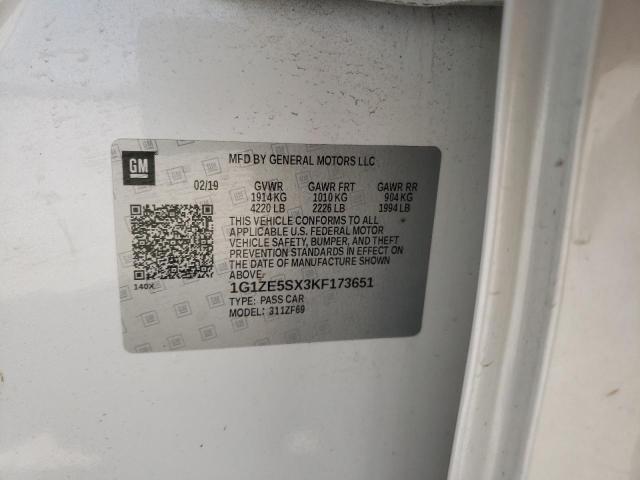 GM
MFD BY GENERAL MOTORS LLC
02/19 GVWR GAWR FRT GAWR RR
1914 KG 1010 KG 904 KG
4220 LB 2226 LB 1994 LB
THIS VEHICLE CONFORMS TO ALL
APPLICABLE U.S. FEDERAL MOTOR
VEHICLE SAFETY, BUMPER, AND THEFT
PREVENTION STANDARDS IN EFFECT ON
THE DATE OF MANUFACTURE SHOWN
ABOVE.
140X
1G1ZE5SX3KF173651
TYPE: PASS CAR
MODEL: 311ZF69